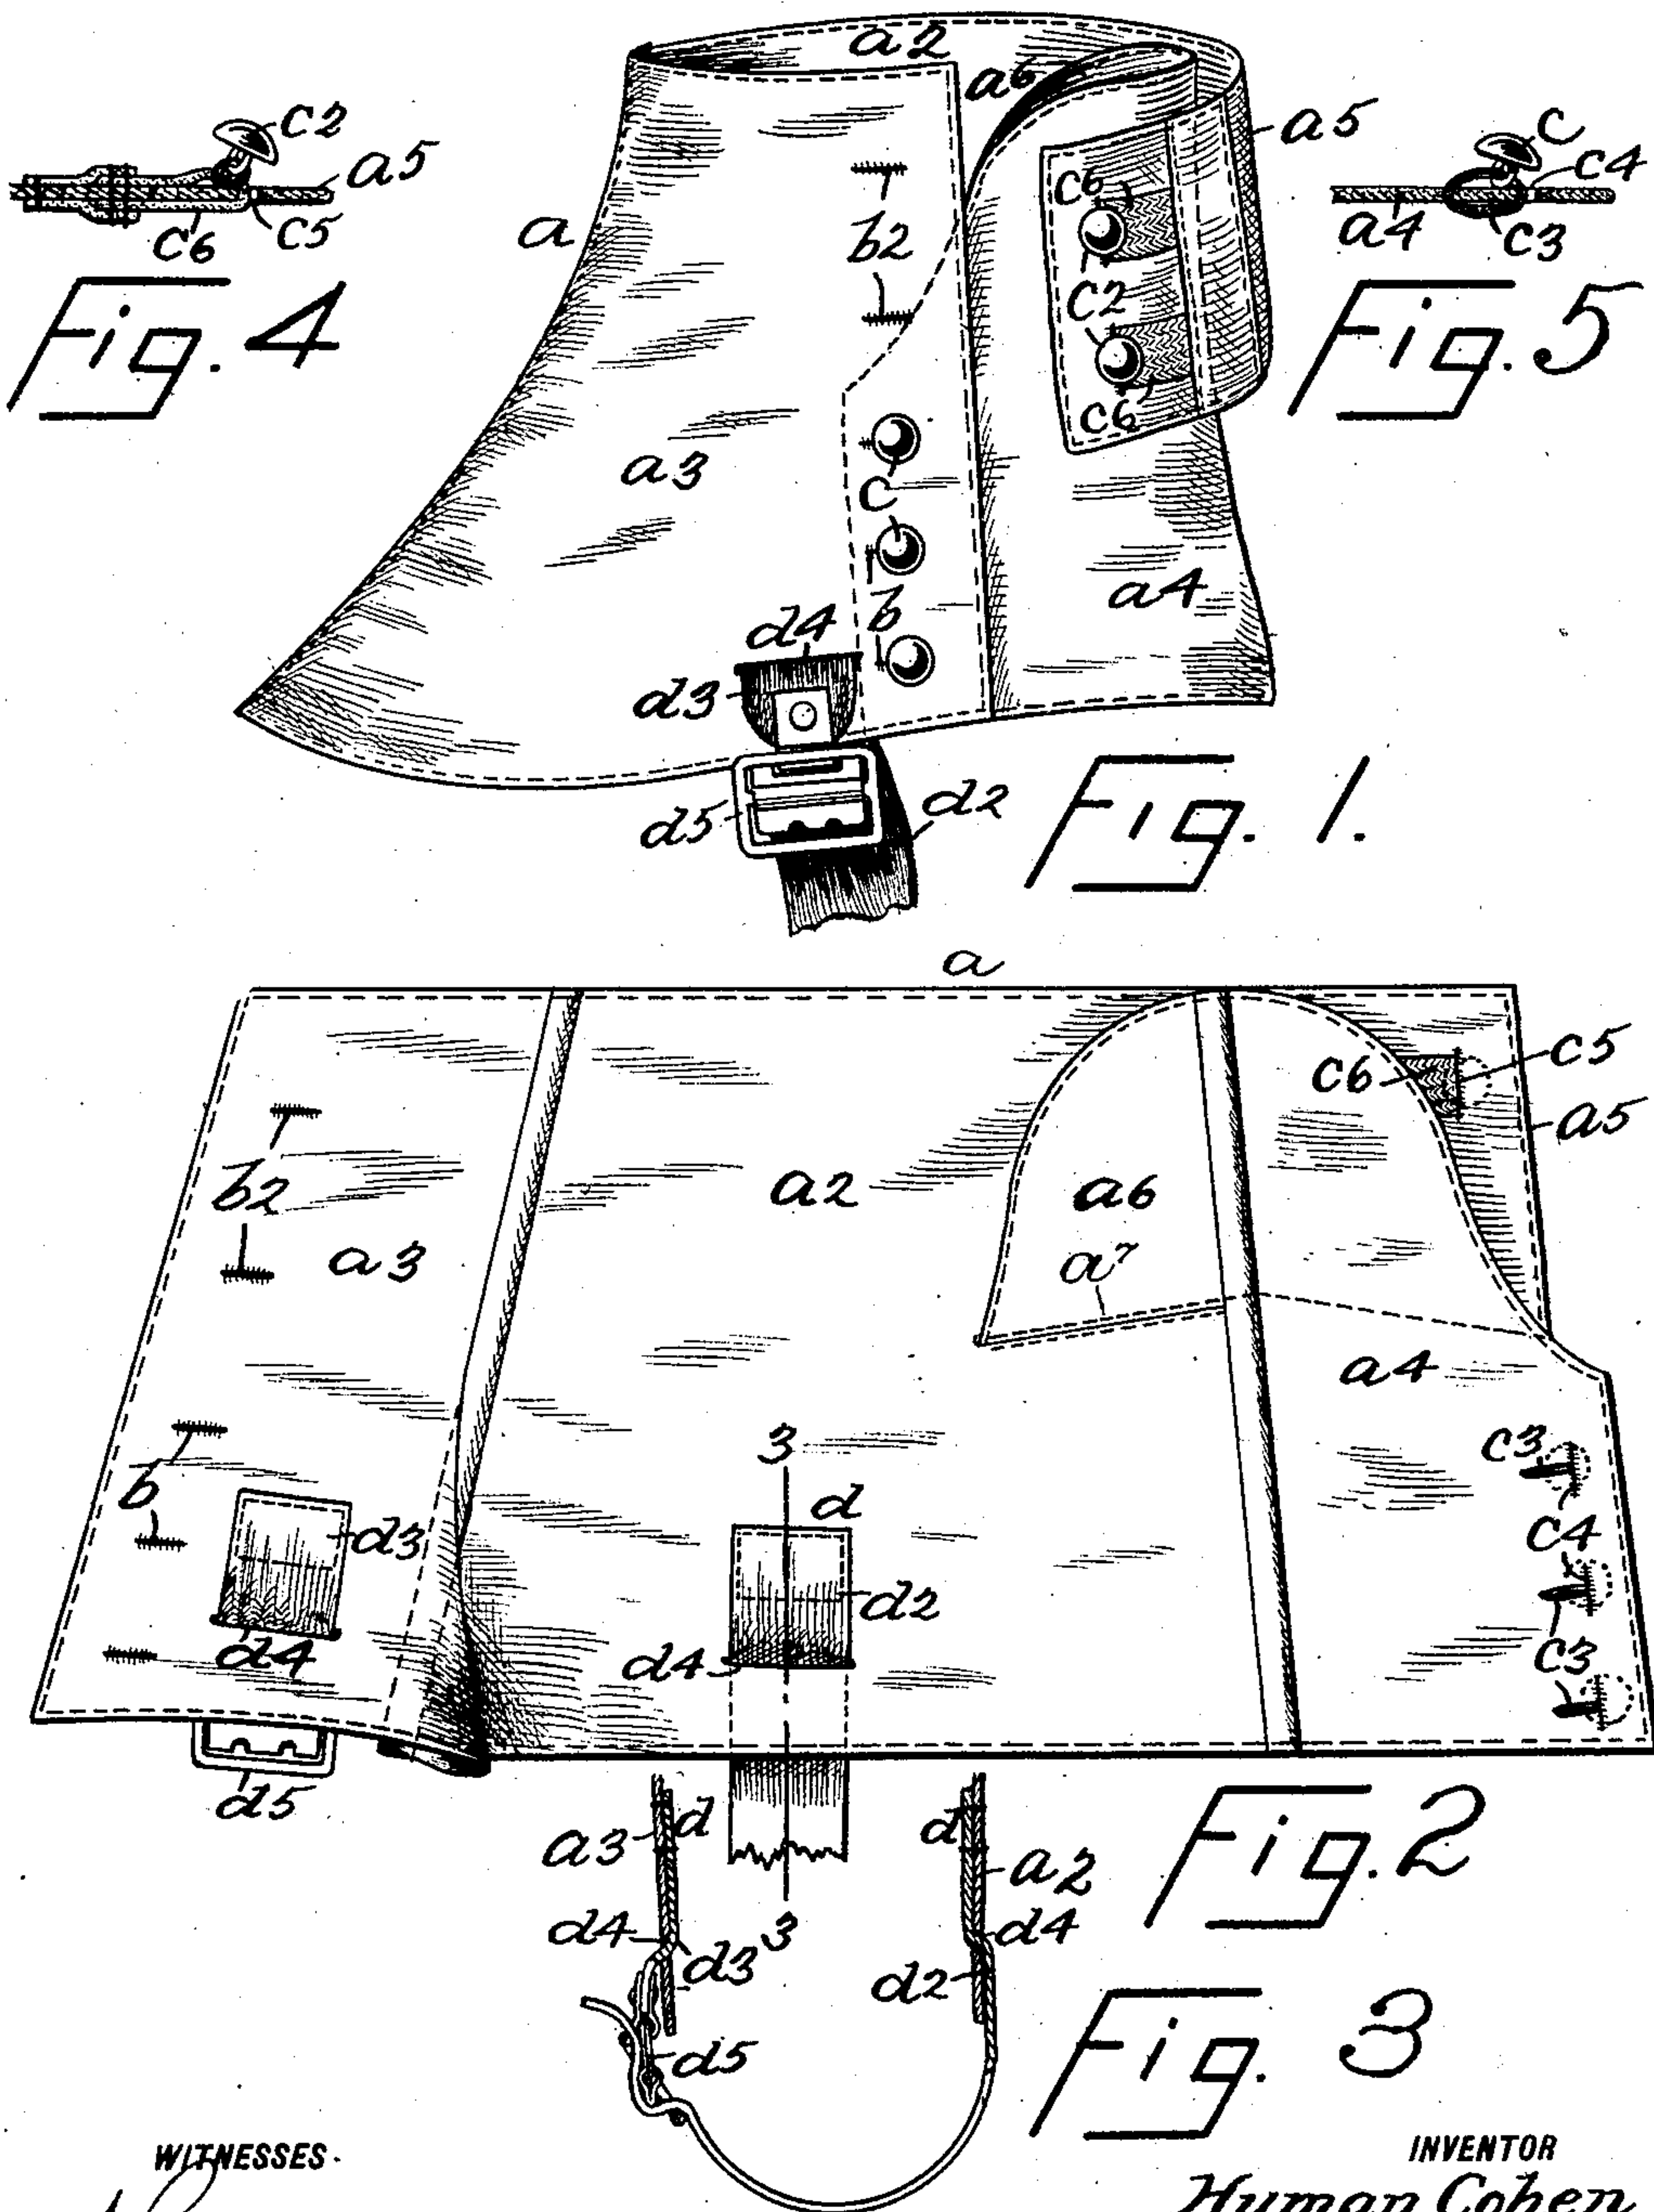 a2
a6
a5
c2
a5
c6
c5
Fig. 4
a
b2
c6
c2
c6
c
c4
a4
c3
Fig. 5
a3
c
b
a4
d4
d3
d5
d2
Fig. 1.
a
c6
c5
a5
b2
a3
a2
a6
a7
a4
b
d3
d4
d5
3
d
d2
d4
c3
c4
c3
3
Fig. 2
a3
d
d4
d3
d5
d
a2
d4
d2
Fig. 3
WITNESSES.
INVENTOR
Human Cohen